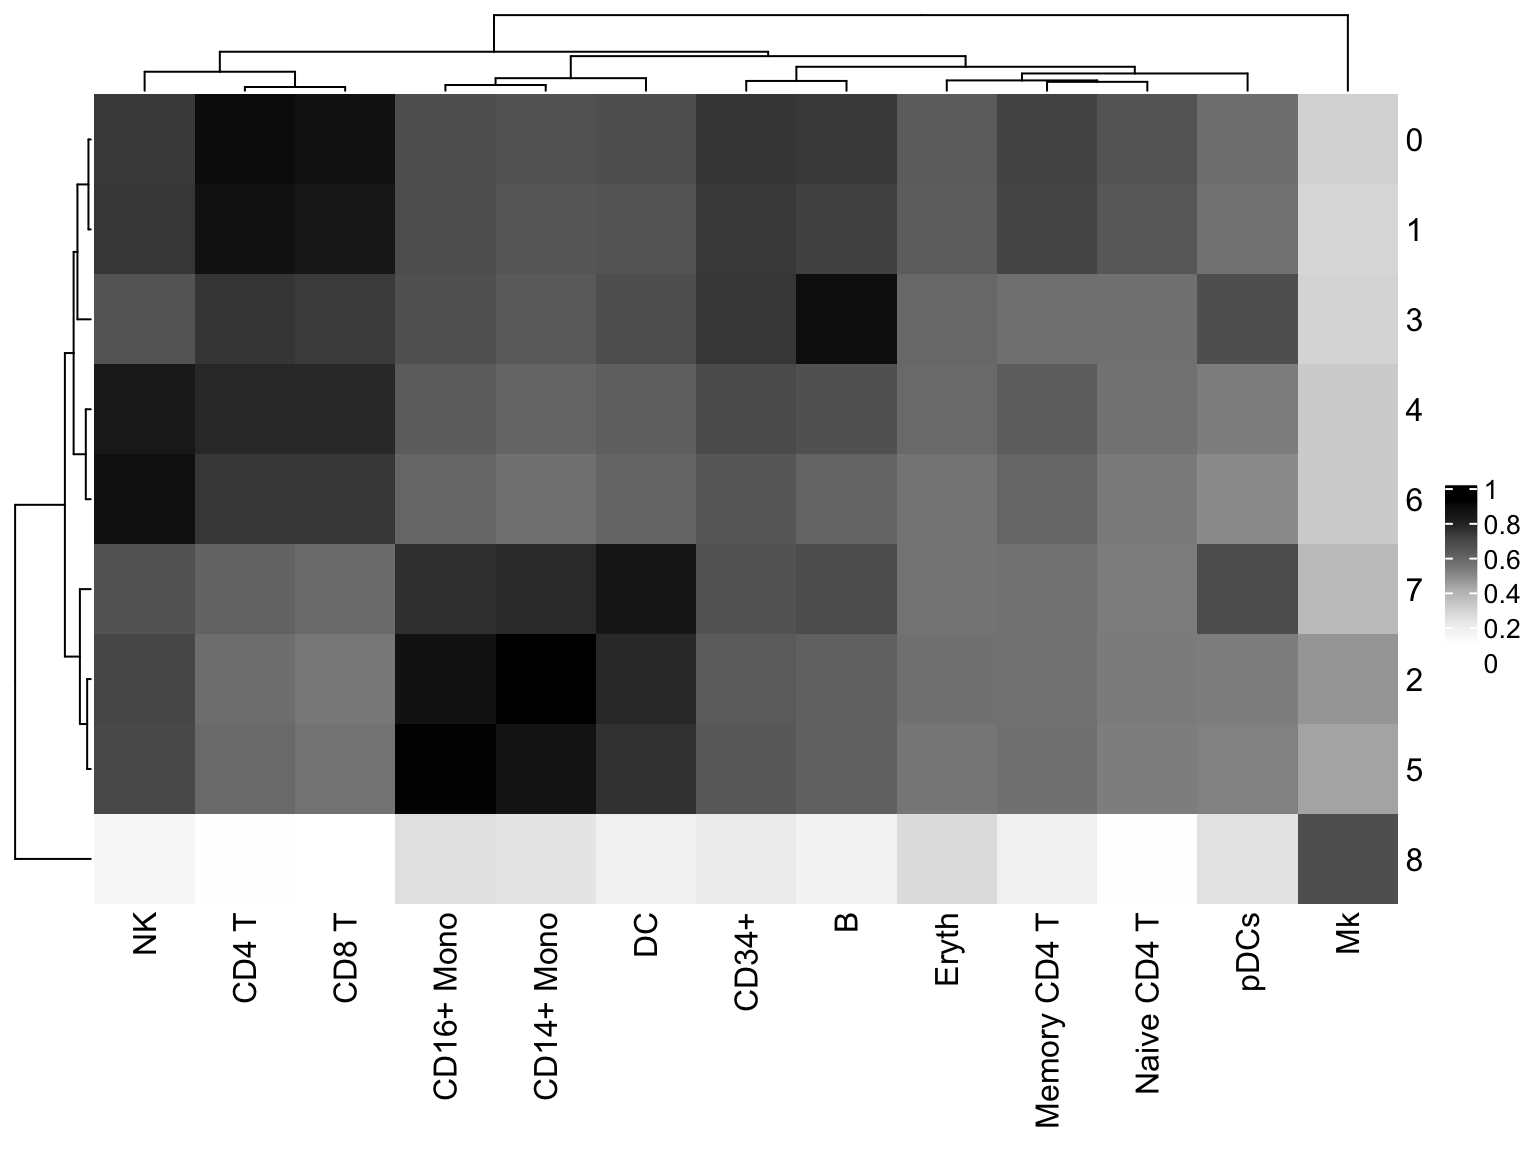 0
1
3
4
6
7
2
5
8
1
0.8
0.6
0.4
0.2
0
NK
CD4 T
CD8 T
CD16+ Mono
CD14+ Mono
DC
CD34+
B
Eryth
Memory CD4 T
Naive CD4 T
pDCs
Mk